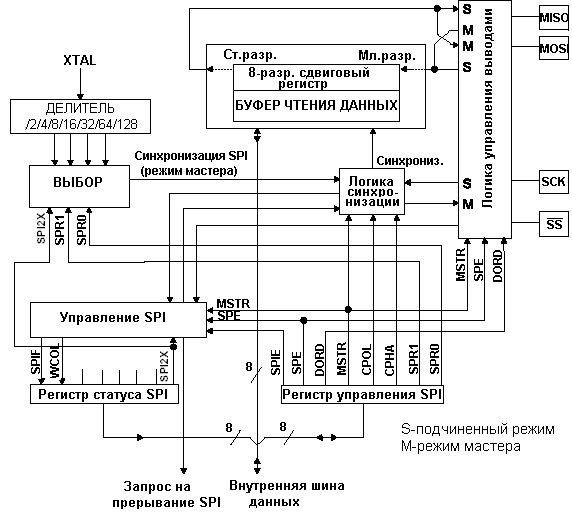 S
MISO
M
M
MOSI
Ст.разр.
Мл.разр.
S
XTAL
8-разр. сдвиговый
регистр
БУФЕР ЧТЕНИЯ ДАННЫХ
ДЕЛИТЕЛЬ
/2/4/8/16/32/64/128
Логика управления выводами
Синхронизация SPI
(режим мастера)
Синхрониз.
ВЫБОР
Логика
синхро-
низации
S
SCK
M
SPI2X
SPR1
SPR0
SS
MSTR
SPE
DORD
Управление SPI
MSTR
SPE
SPIF
WCOL
SPI2X
8
SPIE
SPE
DORD
MSTR
CPOL
CPHA
SPR1
SPR0
Регистр статуса SPI
Регистр управления SPI
8
8
S-подчиненный режим
М-режим мастера
Запрос на
прерывание SPI
Внутренняя шина
данных